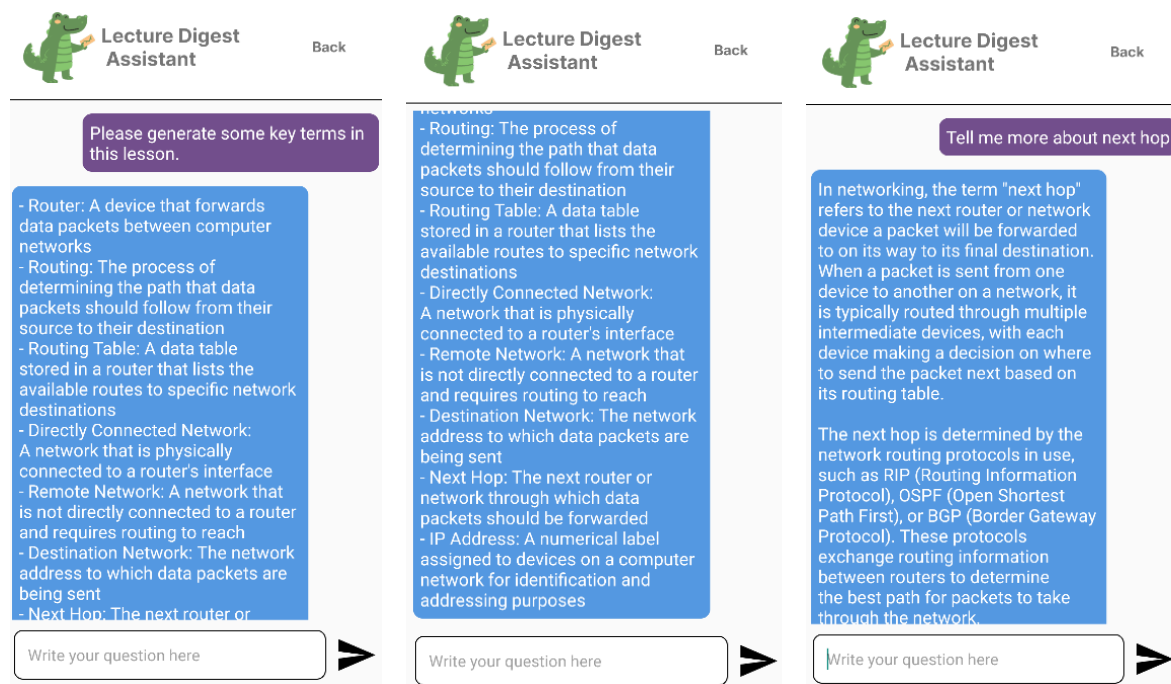 Lecture Digest
Assistant
Back
Please generate some key terms in
this lesson.
- Router: A device that forwards
data packets between computer
networks
- Routing: The process of
determining the path that data
packets should follow from their
source to their destination
- Routing Table: A data table
stored in a router that lists the
available routes to specific network
destinations
- Directly Connected Network:
A network that is physically
connected to a router's interface
- Remote Network: A network that
is not directly connected to a router
and requires routing to reach
- Destination Network: The network
address to which data packets are
being sent
- Next Hop: The next router or
Write your question here
Lecture Digest
Assistant
Back
networks
- Routing: The process of
determining the path that data
packets should follow from their
source to their destination
- Routing Table: A data table
stored in a router that lists the
available routes to specific network
destinations
- Directly Connected Network:
A network that is physically
connected to a router's interface
- Remote Network: A network that
is not directly connected to a router
and requires routing to reach
- Destination Network: The network
address to which data packets are
being sent
- Next Hop: The next router or
network through which data
packets should be forwarded
- IP Address: A numerical label
assigned to devices on a computer
network for identification and
addressing purposes
Write your question here
Lecture Digest
Assistant
Back
Tell me more about next hop
In networking, the term "next hop"
refers to the next router or network
device a packet will be forwarded
to on its way to its final destination.
When a packet is sent from one
device to another on a network, it
is typically routed through multiple
intermediate devices, with each
device making a decision on where
to send the packet next based on
its routing table.
The next hop is determined by the
network routing protocols in use,
such as RIP (Routing Information
Protocol), OSPF (Open Shortest
Path First), or BGP (Border Gateway
Protocol). These protocols
exchange routing information
between routers to determine
the best path for packets to take
through the network.
Write your question here